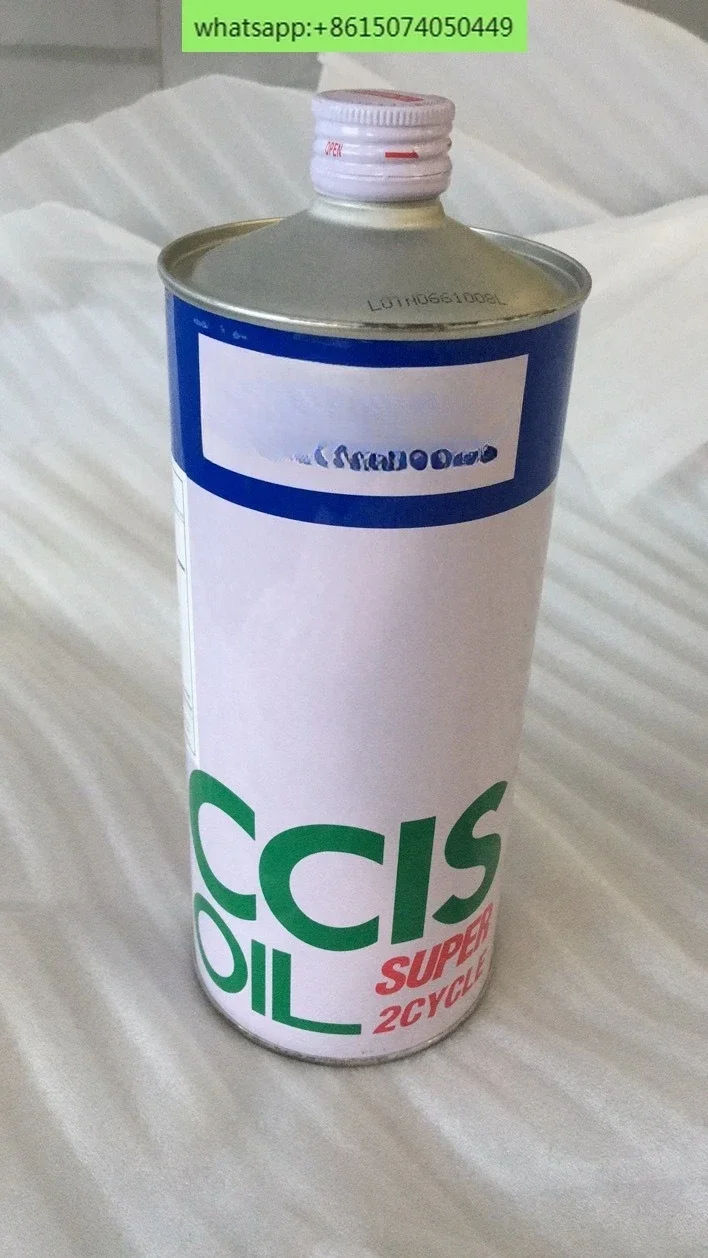 whatsapp:+8615074050449
OPEN
CCIS
OIL
SUPER
2CYCLE